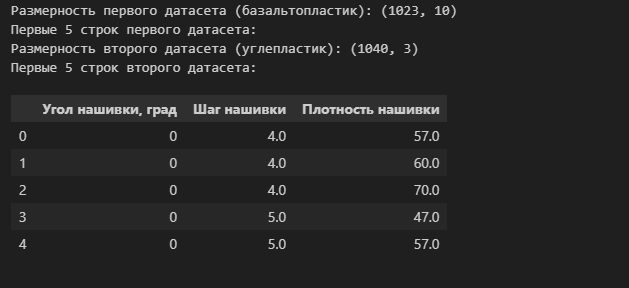 Размерность первого датасета (базальтопластик): (1023, 10)
Первые 5 строк первого датасета:
Размерность второго датасета (углепластик): (1040, 3)
Первые 5 строк второго датасета:
Угол нашивки, град Шаг нашивки Плотность нашивки
0 0 4.0 57.0
1 0 4.0 60.0
2 0 4.0 70.0
3 0 5.0 47.0
4 0 5.0 57.0